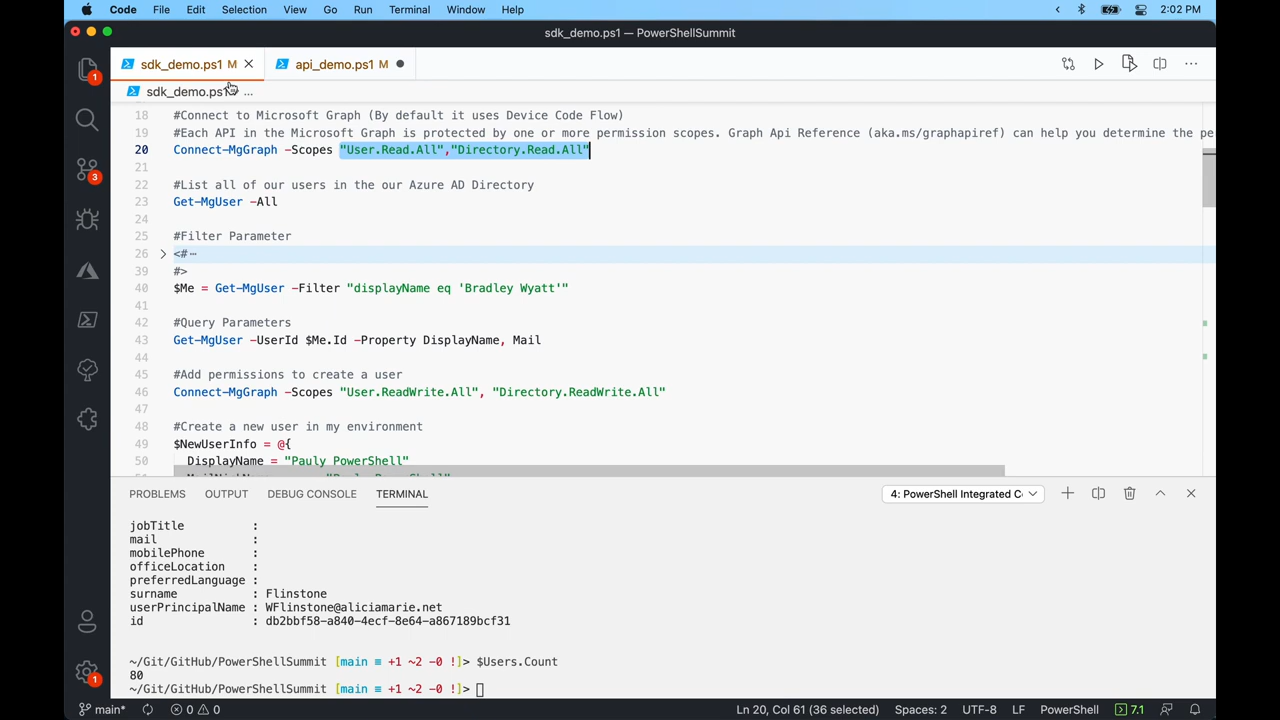 Code File Edit Selection View Go Run Terminal Window Help 2:02 PM
sdk_demo.ps1 — PowerShellSummit
sdk_demo.ps1 M api_demo.ps1 M
sdk_demo.ps1 ...
18 #Connect to Microsoft Graph (By default it uses Device Code Flow)
19 #Each API in the Microsoft Graph is protected by one or more permission scopes. Graph Api Reference (aka.ms/graphapiref) can help you determine the pe
20 Connect-MgGraph -Scopes "User.Read.All","Directory.Read.All"
21
22 #List all of our users in the our Azure AD Directory
23 Get-MgUser -All
24
25 #Filter Parameter
26 <#…
39 #>
40 $Me = Get-MgUser -Filter "displayName eq 'Bradley Wyatt'"
41
42 #Query Parameters
43 Get-MgUser -UserId $Me.Id -Property DisplayName, Mail
44
45 #Add permissions to create a user
46 Connect-MgGraph -Scopes "User.ReadWrite.All", "Directory.ReadWrite.All"
47
48 #Create a new user in my environment
49 $NewUserInfo = @{
50 DisplayName = "Pauly PowerShell"
PROBLEMS OUTPUT DEBUG CONSOLE TERMINAL 4: PowerShell Integrated C
jobTitle :
mail :
mobilePhone :
officeLocation :
preferredLanguage :
surname : Flinstone
userPrincipalName : WFlinstone@aliciamarie.net
id : db2bbf58-a840-4ecf-8e64-a867189bcf31
~/Git/GitHub/PowerShellSummit [main ≡ +1 ~2 -0 !]> $Users.Count
80
~/Git/GitHub/PowerShellSummit [main ≡ +1 ~2 -0 !]>
1
3
1
main* 0 0 Ln 20, Col 61 (36 selected) Spaces: 2 UTF-8 LF PowerShell 7.1